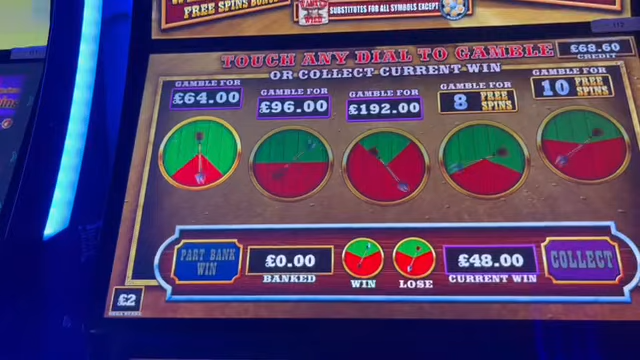 FREE SPINS BONUS
SUBSTITUTES FOR ALL SYMBOLS EXCEPT
TOUCH ANY DIAL TO GAMBLE
OR COLLECT CURRENT WIN
£68.60
CREDIT
GAMBLE FOR
£64.00
GAMBLE FOR
£96.00
GAMBLE FOR
£192.00
GAMBLE FOR
8 FREE SPINS
GAMBLE FOR
10 FREE SPINS
PART BANK
WIN
£0.00
BANKED
WIN
LOSE
£48.00
CURRENT WIN
COLLECT
£2